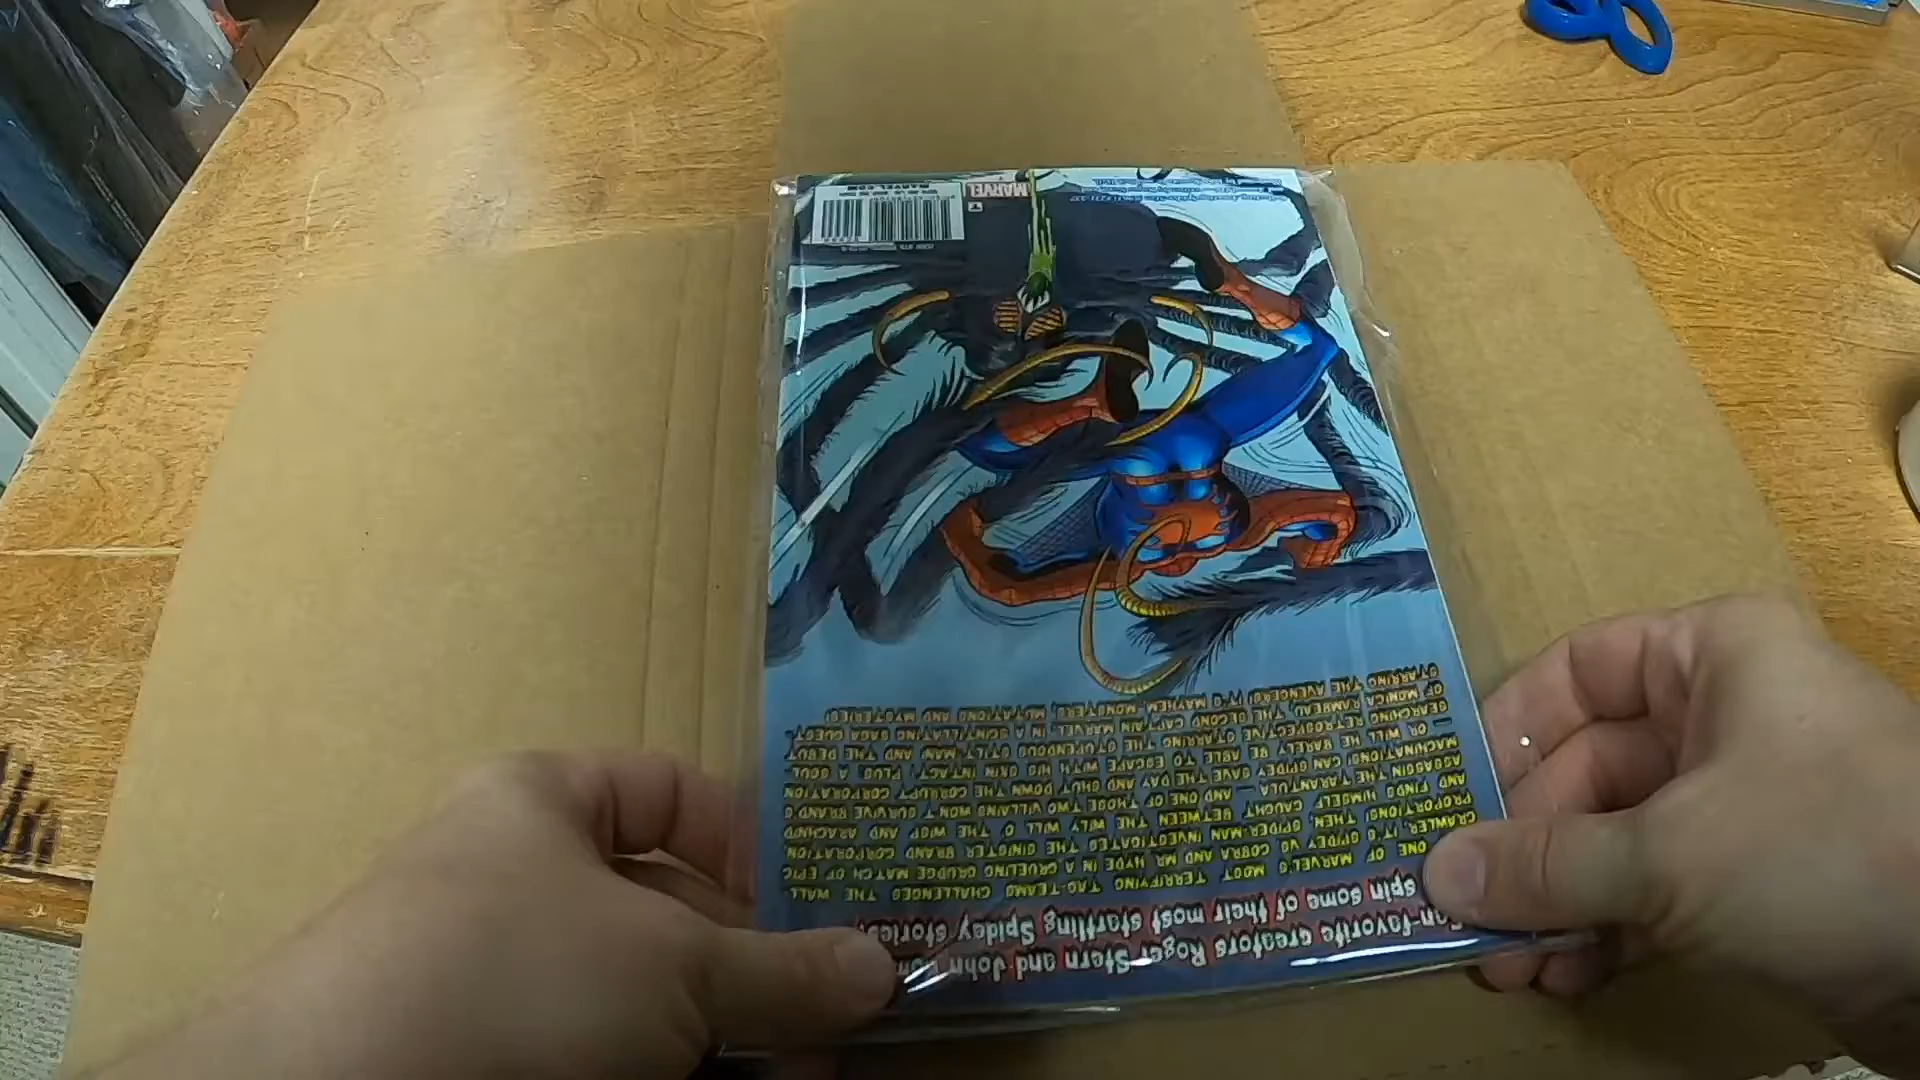 an-favorite creators Roger Stern and John
spin some of their most startling Spidey stories
ONE OF MARVEL'S MOST TERRIFYING TAG-TEAMS CHALLENGES THE WALL
CRAWLER, IT'S SPIDEY VS COBRA AND MR. HYDE IN A GRUELING GRUDGE MATCH OF EPIC
PROPORTIONS! THEN, SPIDER-MAN INVESTIGATES THE SINISTER BRAND CORPORATION
AND FINDS HIMSELF CAUGHT BETWEEN THE WILY WILL O' THE WISP AND ARACHNID
ASSASSIN THE TARANTULA — AND ONE OF THOSE TWO VILLAINS WON'T SURVIVE BRAND'S
MACHINATIONS! CAN SPIDEY SAVE THE DAY AND SHUT DOWN THE CORRUPT CORPORATION
— OR WILL HE BARELY BE ABLE TO ESCAPE WITH HIS SKIN INTACT? PLUS, A SOUL-
SEARCHING RETROSPECTIVE STARRING THE STUPENDOUS STILT-MAN, AND THE DEBUT
OF MONICA RAMBEAU, THE SECOND CAPTAIN MARVEL, IN A SCINTILLATING SAGA GUEST-
STARRING THE AVENGERS! IT'S MAYHEM, MONSTERS, MUTATIONS AND MYSTERIES!
MARVEL
MARVEL.COM